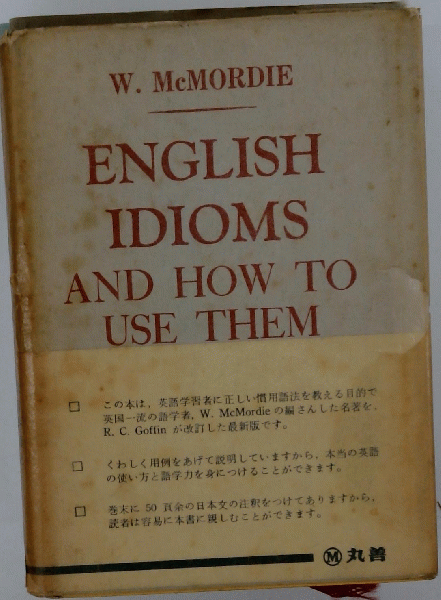 W. McMORDIE
ENGLISH
IDIOMS
AND HOW TO
USE THEM
□ この本は，英語学習者に正しい慣用語法を教える目的で
英国一流の語学者，W. McMordie の編さんした名著を，
R. C. Goffin が改訂した最新版です。
□ くわしく用例をあげて説明していますから，本当の英語
の使い方と語学力を身につけることができます。
□ 巻末に 50 頁余の日本文の注釈をつけてありますから，
読者は容易に本書に親しむことができます。
Ⓜ 丸善